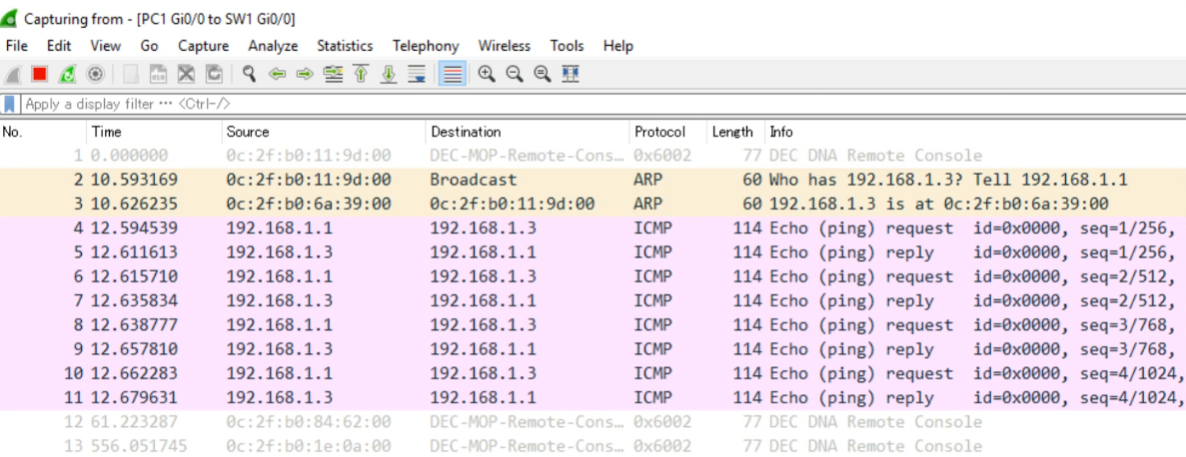 Capturing from - [PC1 Gi0/0 to SW1 Gi0/0]
File Edit View Go Capture Analyze Statistics Telephony Wireless Tools Help
Apply a display filter ··· <Ctrl-/>
No. Time Source Destination Protocol Length Info
1 0.000000 0c:2f:b0:11:9d:00 DEC-MOP-Remote-Cons… 0x6002 77 DEC DNA Remote Console
2 10.593169 0c:2f:b0:11:9d:00 Broadcast ARP 60 Who has 192.168.1.3? Tell 192.168.1.1
3 10.626235 0c:2f:b0:6a:39:00 0c:2f:b0:11:9d:00 ARP 60 192.168.1.3 is at 0c:2f:b0:6a:39:00
4 12.594539 192.168.1.1 192.168.1.3 ICMP 114 Echo (ping) request id=0x0000, seq=1/256,
5 12.611613 192.168.1.3 192.168.1.1 ICMP 114 Echo (ping) reply id=0x0000, seq=1/256,
6 12.615710 192.168.1.1 192.168.1.3 ICMP 114 Echo (ping) request id=0x0000, seq=2/512,
7 12.635834 192.168.1.3 192.168.1.1 ICMP 114 Echo (ping) reply id=0x0000, seq=2/512,
8 12.638777 192.168.1.1 192.168.1.3 ICMP 114 Echo (ping) request id=0x0000, seq=3/768,
9 12.657810 192.168.1.3 192.168.1.1 ICMP 114 Echo (ping) reply id=0x0000, seq=3/768,
10 12.662283 192.168.1.1 192.168.1.3 ICMP 114 Echo (ping) request id=0x0000, seq=4/1024,
11 12.679631 192.168.1.3 192.168.1.1 ICMP 114 Echo (ping) reply id=0x0000, seq=4/1024,
12 61.223287 0c:2f:b0:84:62:00 DEC-MOP-Remote-Cons… 0x6002 77 DEC DNA Remote Console
13 556.051745 0c:2f:b0:1e:0a:00 DEC-MOP-Remote-Cons… 0x6002 77 DEC DNA Remote Console